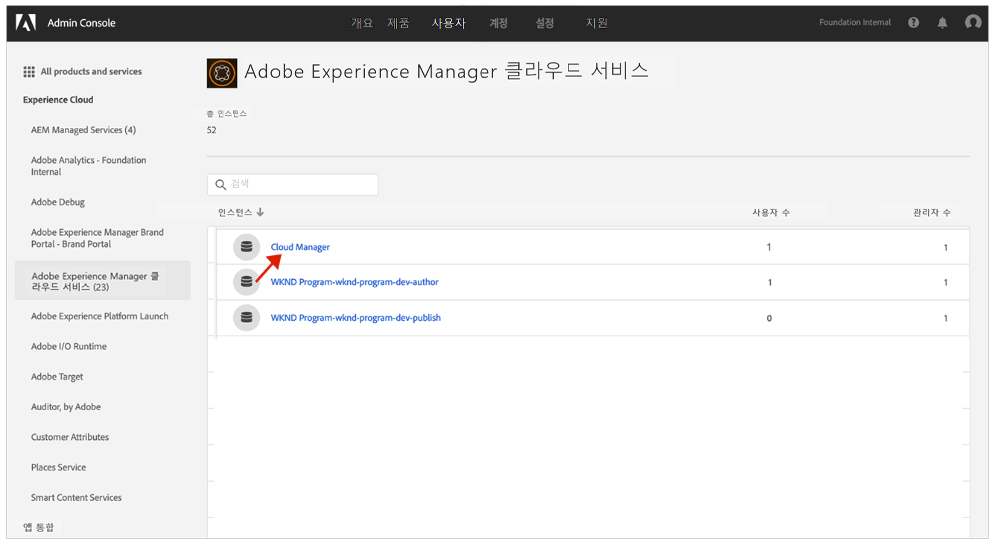 Admin Console 개요 제품 사용자 계정 설정 지원 Foundation Internal
All products and services
Experience Cloud
AEM Managed Services (4)
Adobe Analytics - Foundation
Internal
Adobe Debug
Adobe Experience Manager Brand
Portal - Brand Portal
Adobe Experience Manager 클
라우드 서비스 (23)
Adobe Experience Platform Launch
Adobe I/O Runtime
Adobe Target
Auditor, by Adobe
Customer Attributes
Places Service
Smart Content Services
앱 통합
Adobe Experience Manager 클라우드 서비스
총 인스턴스
52
검색
인스턴스 사용자 수 관리자 수
Cloud Manager 1 1
WKND Program-wknd-program-dev-author 1 1
WKND Program-wknd-program-dev-publish 0 1